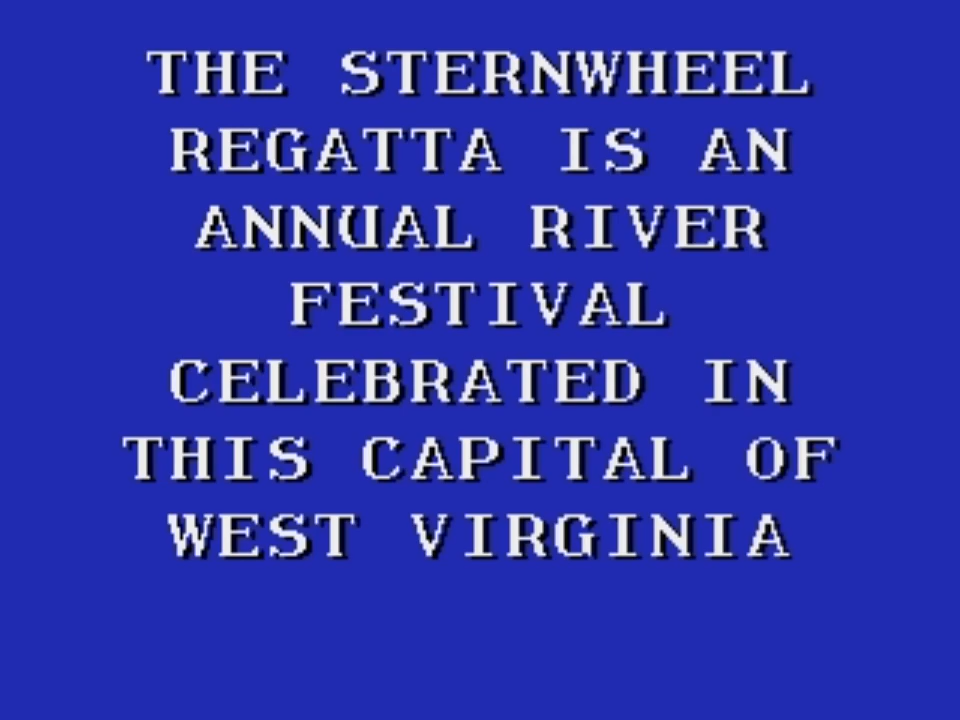 THE STERNWHEEL
REGATTA IS AN
ANNUAL RIVER
FESTIVAL
CELEBRATED IN
THIS CAPITAL OF
WEST VIRGINIA